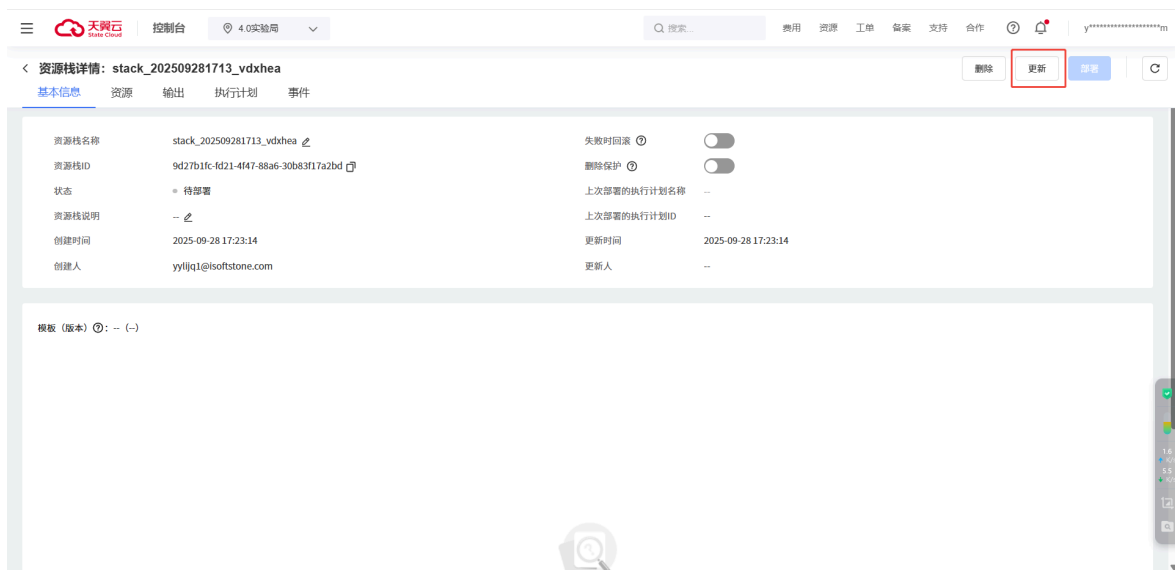 天翼云 State Cloud 控制台 4.0实验局 搜索... 费用 资源 工单 备案 支持 合作 y********************m
资源栈详情: stack_202509281713_vdxhea 删除 更新 部署
基本信息 资源 输出 执行计划 事件
资源栈名称 stack_202509281713_vdxhea 失败时回滚
资源栈ID 9d27b1fc-fd21-4f47-88a6-30b83f17a2bd 删除保护
状态 待部署 上次部署的执行计划名称 --
资源栈说明 -- 上次部署的执行计划ID --
创建时间 2025-09-28 17:23:14 更新时间 2025-09-28 17:23:14
创建人 yylijq1@isoftstone.com 更新人 --
模板（版本）: -- (--)
1.6
K/s
5.5
K/s